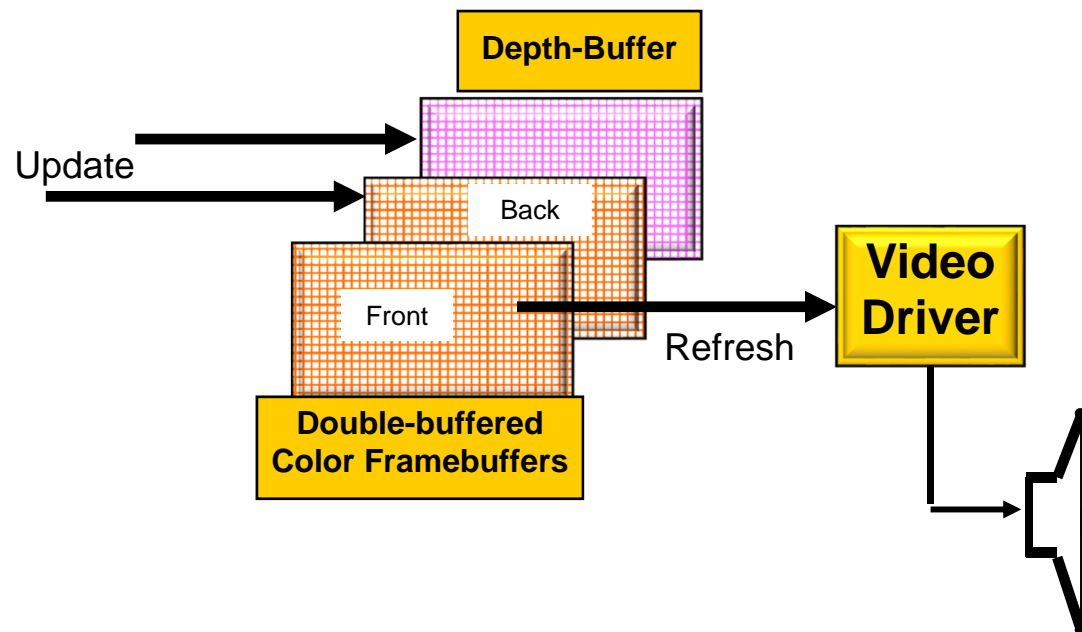 Depth-Buffer
Update
Back
Front
Video
Driver
Refresh
Double-buffered
Color Framebuffers